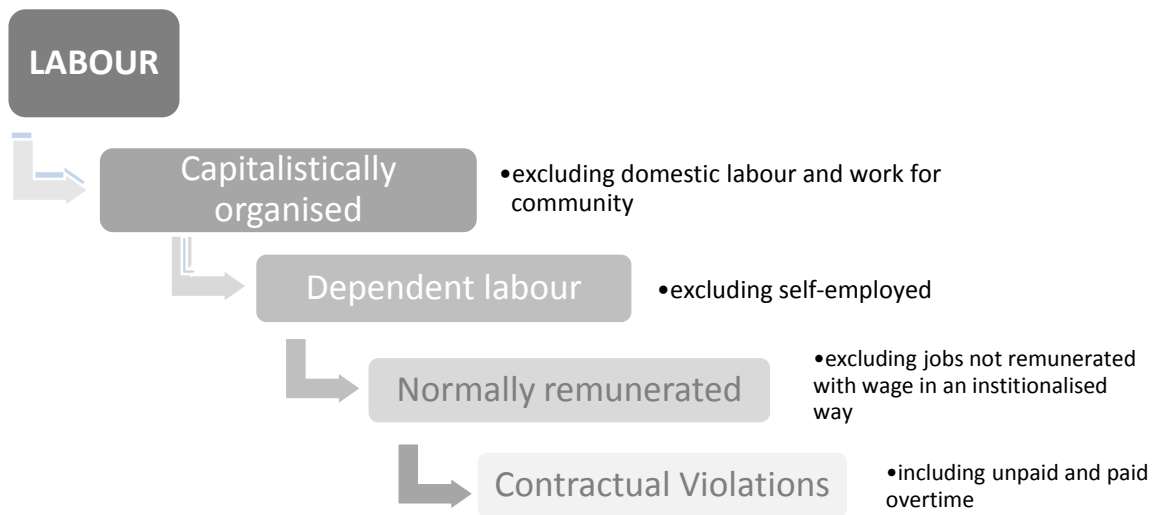 LABOUR
Capitalistically
organised
•excluding domestic labour and work for
community
Dependent labour
•excluding self-employed
Normally remunerated
•excluding jobs not remunerated
with wage in an institionalised
way
Contractual Violations
•including unpaid and paid
overtime